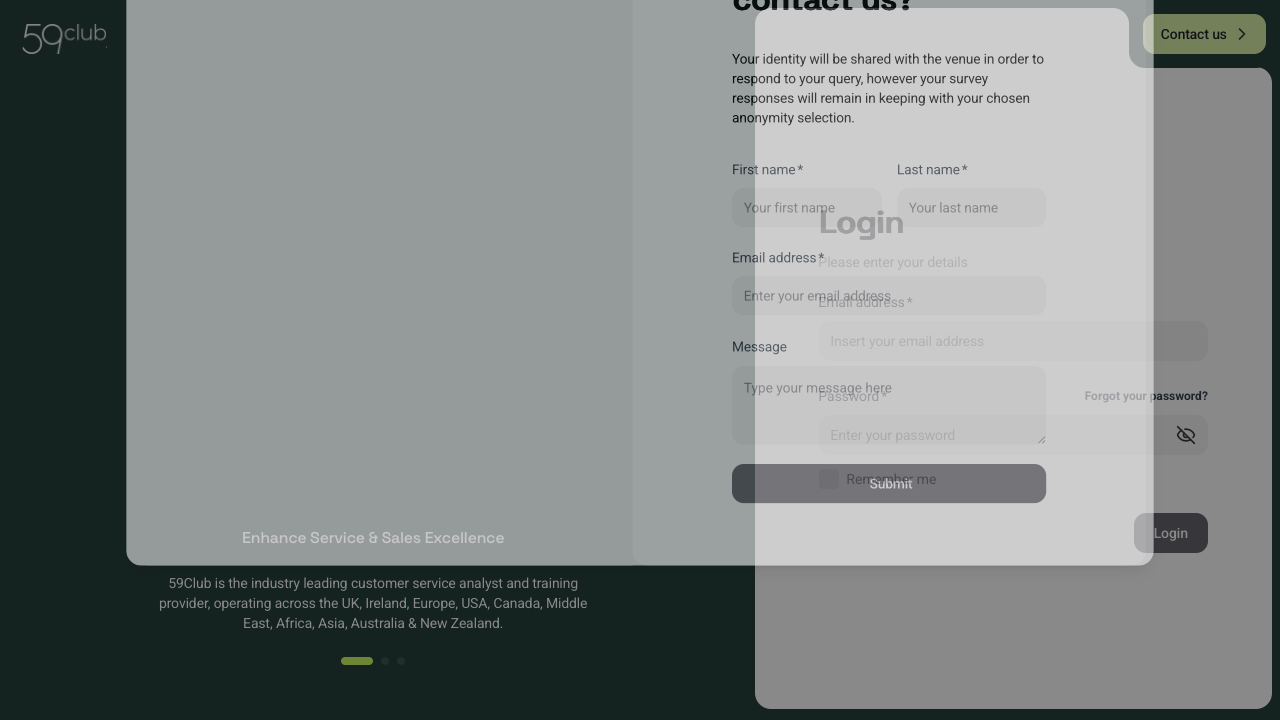 59club
Contact us
contact us?
Your identity will be shared with the venue in order to
respond to your query, however your survey
responses will remain in keeping with your chosen
anonymity selection.
First name*
Last name*
Your first name
Your last name
Login
Email address*
Please enter your details
Enter your email address
Email address*
Insert your email address
Message
Type your message here
Password*
Forgot your password?
Enter your password
Remember me
Submit
Login
Enhance Service & Sales Excellence
59Club is the industry leading customer service analyst and training
provider, operating across the UK, Ireland, Europe, USA, Canada, Middle
East, Africa, Asia, Australia & New Zealand.